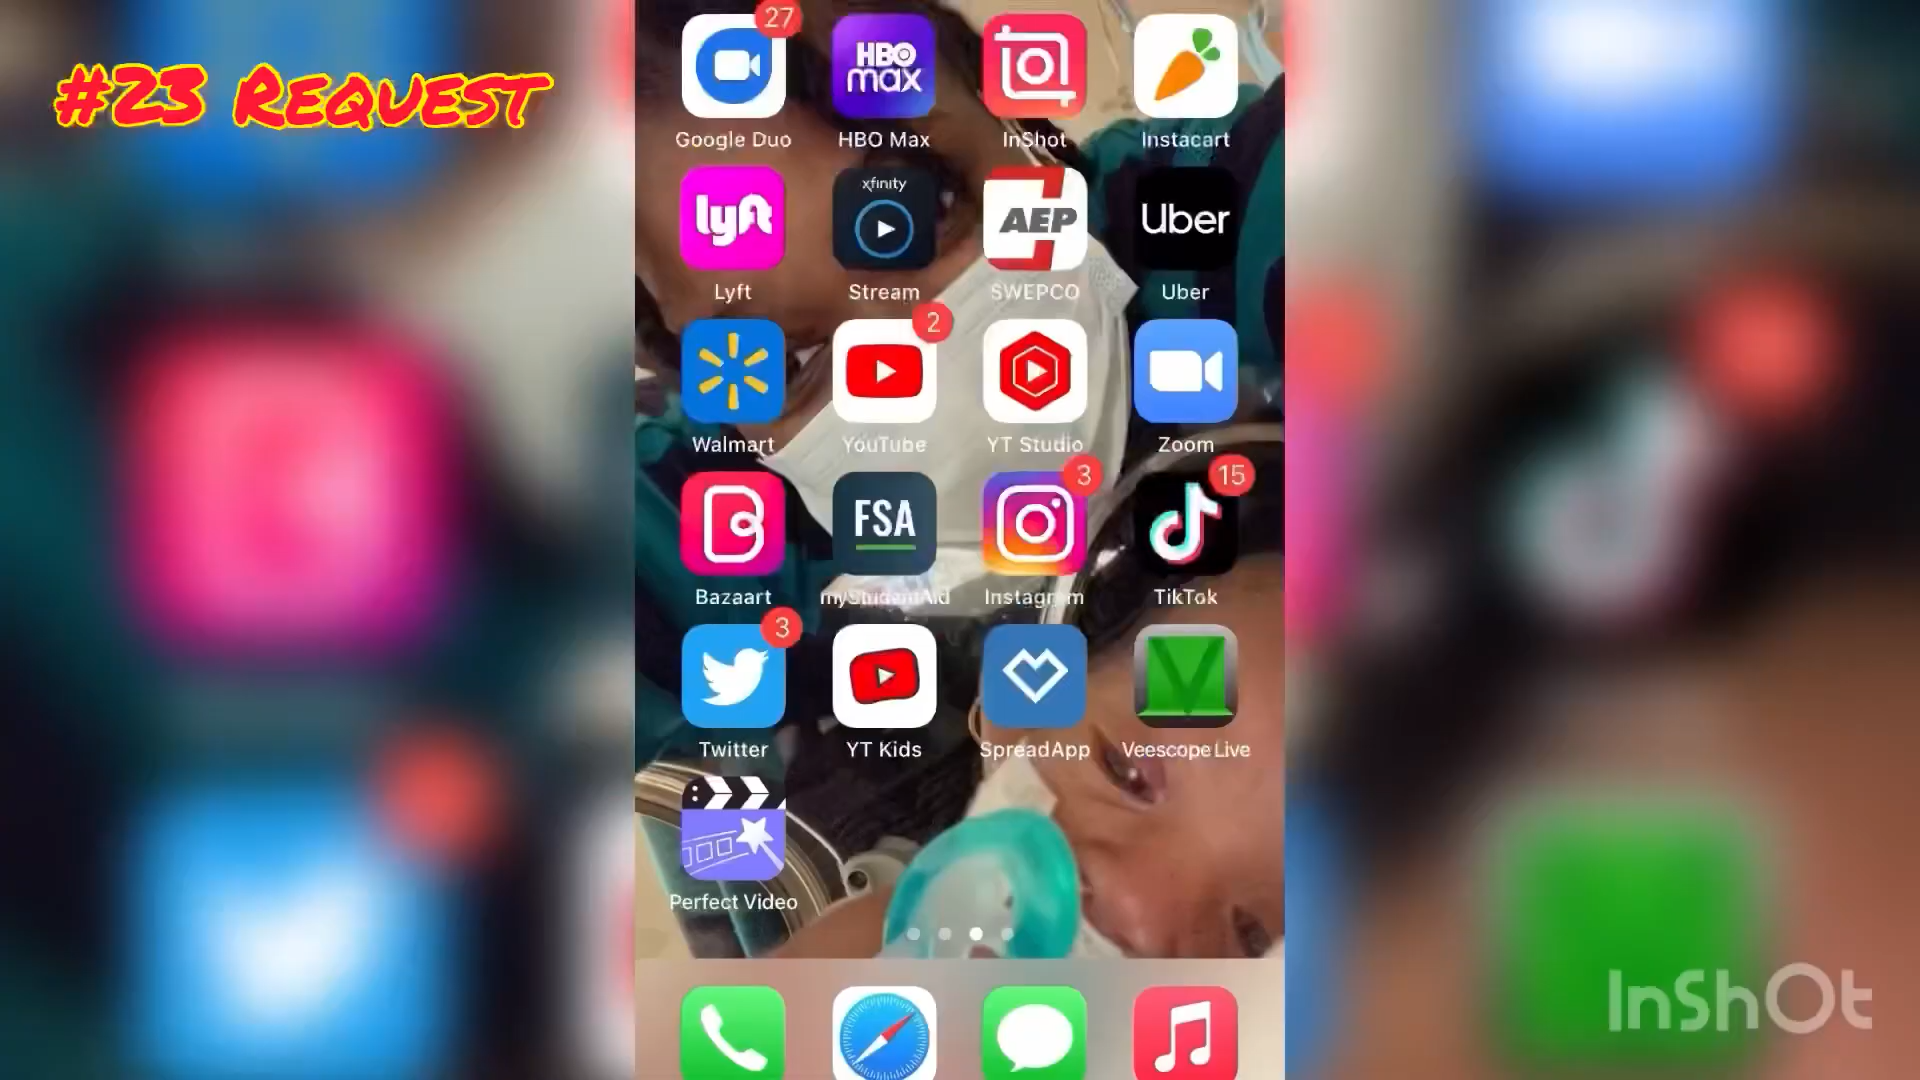 #23 Request
27
HBO
max
Google Duo
HBO Max
InShot
Instacart
lyft
xfinity
AEP
Uber
Lyft
Stream
SWEPCO
Uber
2
Walmart
YouTube
YT Studio
Zoom
FSA
3
15
Bazaart
myStudentAid
Instagram
TikTok
3
Twitter
YT Kids
SpreadApp
Veescope Live
Perfect Video
InShOt